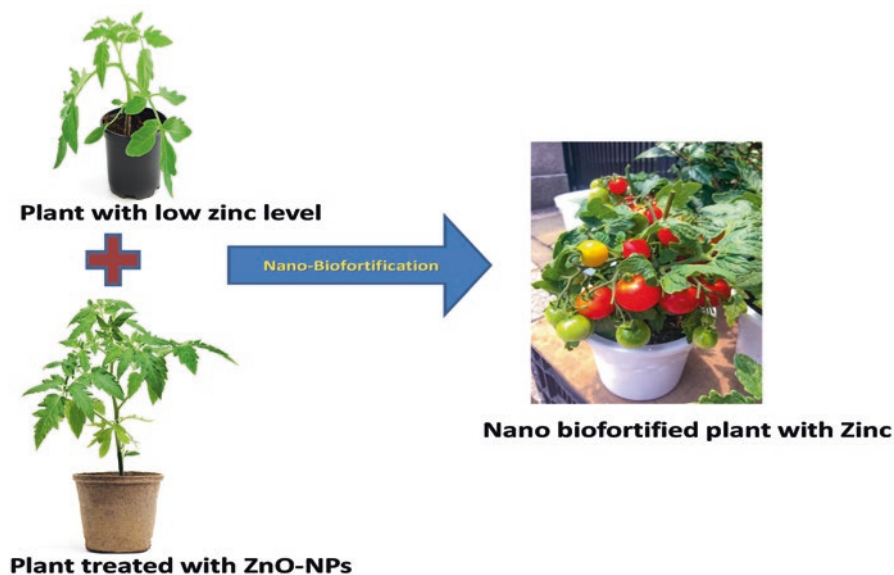 Plant with low zinc level
Nano-Biofortification
Plant treated with ZnO-NPs
Nano biofortified plant with Zinc